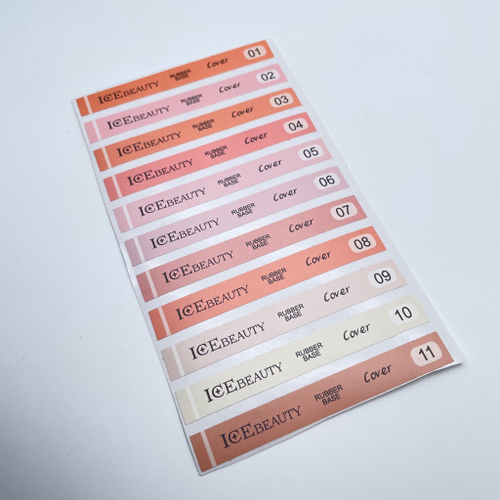 ICEBEAUTY RUBBER BASE Cover 01
ICEBEAUTY RUBBER BASE Cover 02
ICEBEAUTY RUBBER BASE Cover 03
ICEBEAUTY RUBBER BASE Cover 04
ICEBEAUTY RUBBER BASE Cover 05
ICEBEAUTY RUBBER BASE Cover 06
ICEBEAUTY RUBBER BASE Cover 07
ICEBEAUTY RUBBER BASE Cover 08
ICEBEAUTY RUBBER BASE Cover 09
ICEBEAUTY RUBBER BASE Cover 10
ICEBEAUTY RUBBER BASE Cover 11